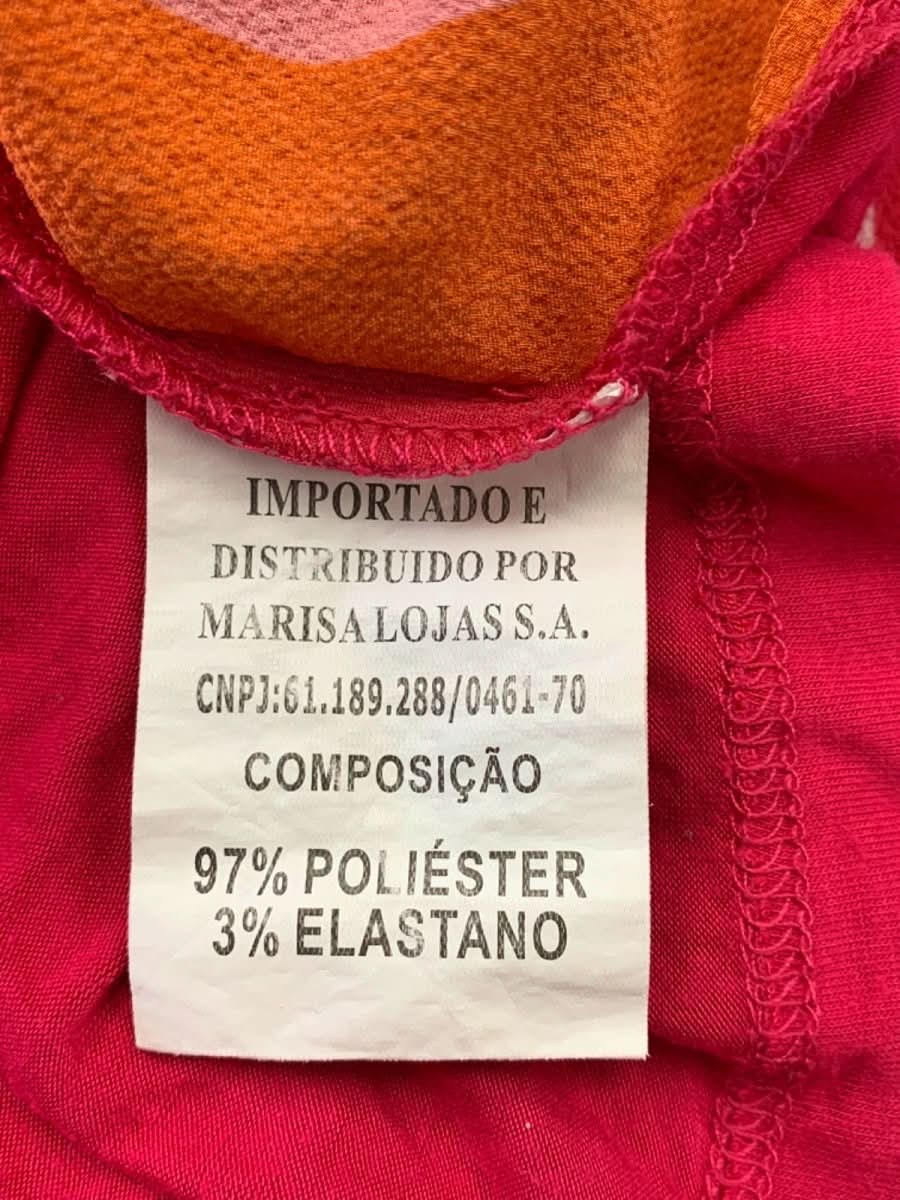 IMPORTADO E
DISTRIBUIDO POR
MARISA LOJAS S.A.
CNPJ:61.189.288/0461-70
COMPOSIÇÃO
97% POLIÉSTER
3% ELASTANO